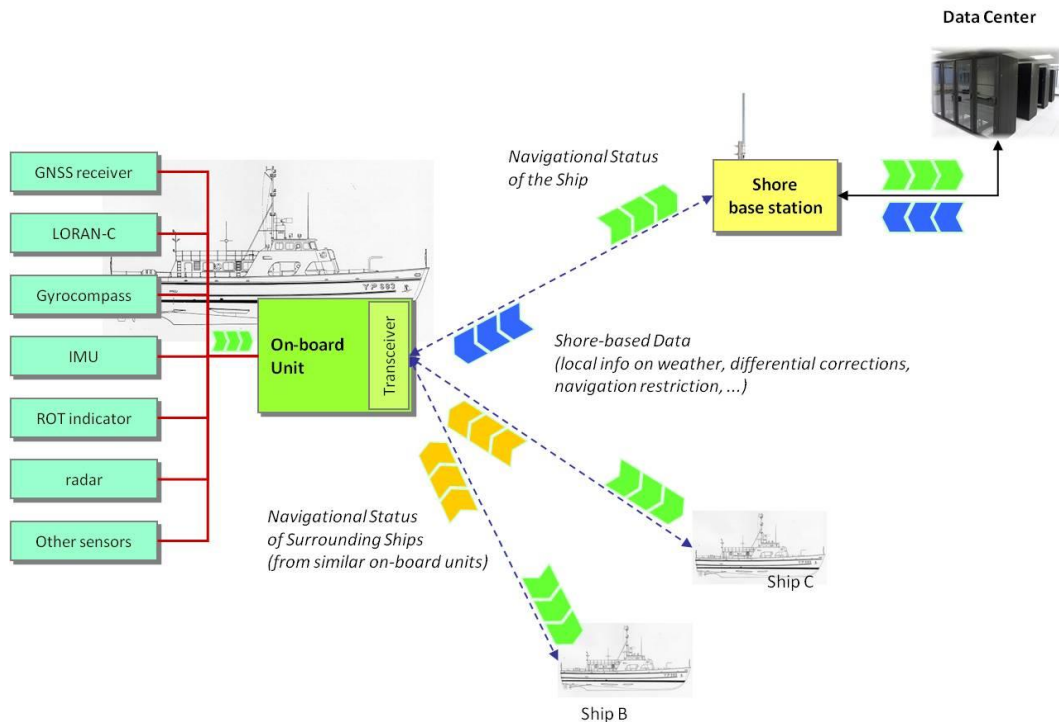 Data Center
GNSS receiver
LORAN-C
Gyrocompass
IMU
ROT indicator
radar
Other sensors
YP 583
On-board
Unit
Transceiver
Navigational Status
of the Ship
Shore
base station
Shore-based Data
(local info on weather, differential corrections,
navigation restriction, ...)
Navigational Status
of Surrounding Ships
(from similar on-board units)
Ship C
Ship B